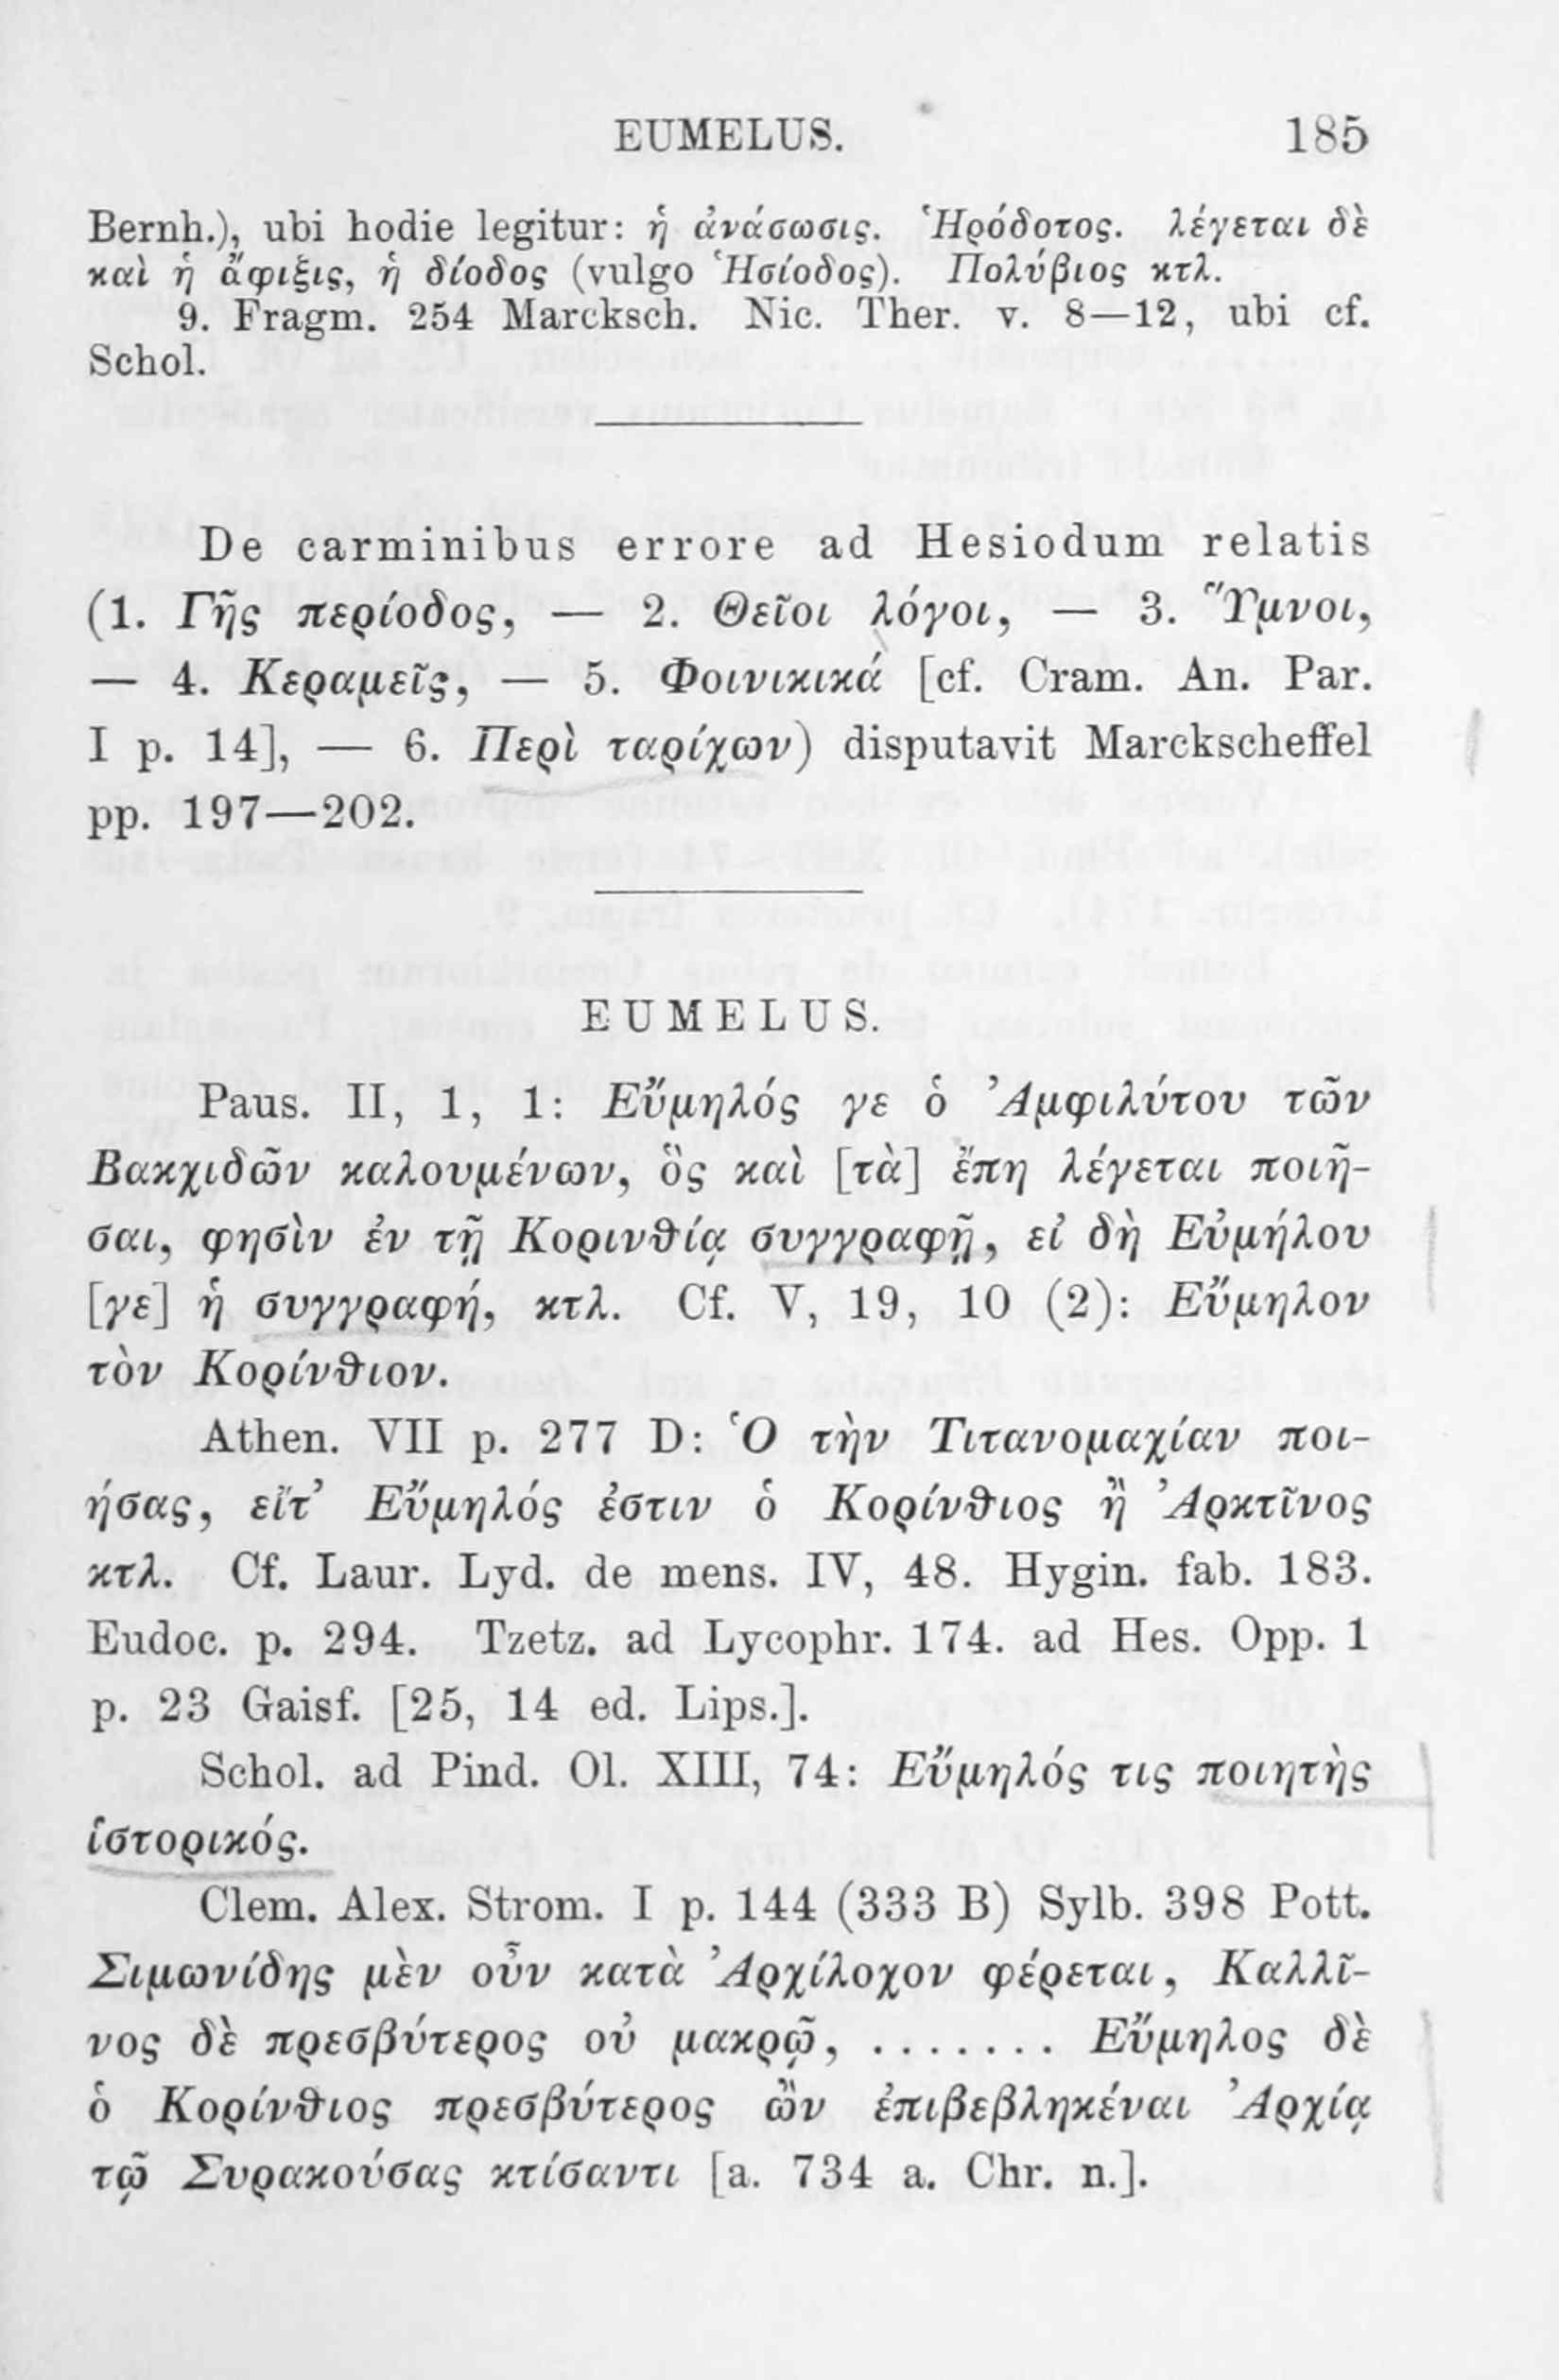 EUMELUS. 185
Bernh.), ubi hodie legitur: ἡ ἀνάσωσις. Ἡρόδοτος. λέγεται δὲ
καὶ ἡ ἄφιξις, ἡ δίοδος (vulgo Ἡσίοδος). Πολύβιος κτλ.
9. Fragm. 254 Marcksch. Nic. Ther. v. 8—12, ubi cf.
Schol.
De carminibus errore ad Hesiodum relatis
(1. Γῆς περίοδος, — 2. Θεῖοι λόγοι, — 3. Ὕμνοι,
— 4. Κεραμεῖς, — 5. Φοινικικά [cf. Cram. An. Par.
I p. 14], — 6. Περὶ ταρίχων) disputavit Marckscheffel
pp. 197—202.
EUMELUS.
Paus. II, 1, 1: Εὔμηλός γε ὁ Ἀμφιλύτου τῶν
Βακχιδῶν καλουμένων, ὃς καὶ [τὰ] ἔπη λέγεται ποιῆ-
σαι, φησὶν ἐν τῇ Κορινθίᾳ συγγραφῇ, εἰ δὴ Εὐμήλου
[γε] ἡ συγγραφή, κτλ. Cf. V, 19, 10 (2): Εὔμηλον
τὸν Κορίνθιον.
Athen. VII p. 277 D: Ὁ τὴν Τιτανομαχίαν ποι-
ήσας, εἴτ’ Εὔμηλός ἐστιν ὁ Κορίνθιος ἢ Ἀρκτῖνος
κτλ. Cf. Laur. Lyd. de mens. IV, 48. Hygin. fab. 183.
Eudoc. p. 294. Tzetz. ad Lycophr. 174. ad Hes. Opp. 1
p. 23 Gaisf. [25, 14 ed. Lips.].
Schol. ad Pind. Ol. XIII, 74: Εὔμηλός τις ποιητὴς
ἱστορικός.
Clem. Alex. Strom. I p. 144 (333 B) Sylb. 398 Pott.
Σιμωνίδης μὲν οὖν κατὰ Ἀρχίλοχον φέρεται, Καλλῖ-
νος δὲ πρεσβύτερος οὐ μακρῷ, ........ Εὔμηλος δὲ
ὁ Κορίνθιος πρεσβύτερος ὢν ἐπιβεβληκέναι Ἀρχίᾳ
τῷ Συρακούσας κτίσαντι [a. 734 a. Chr. n.].